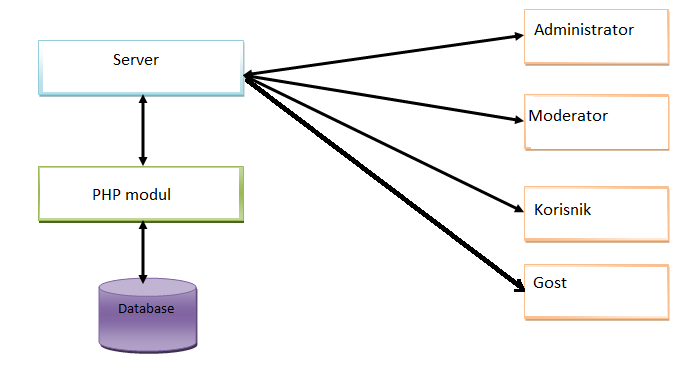 Server
PHP modul
Database
Administrator
Moderator
Korisnik
Gost